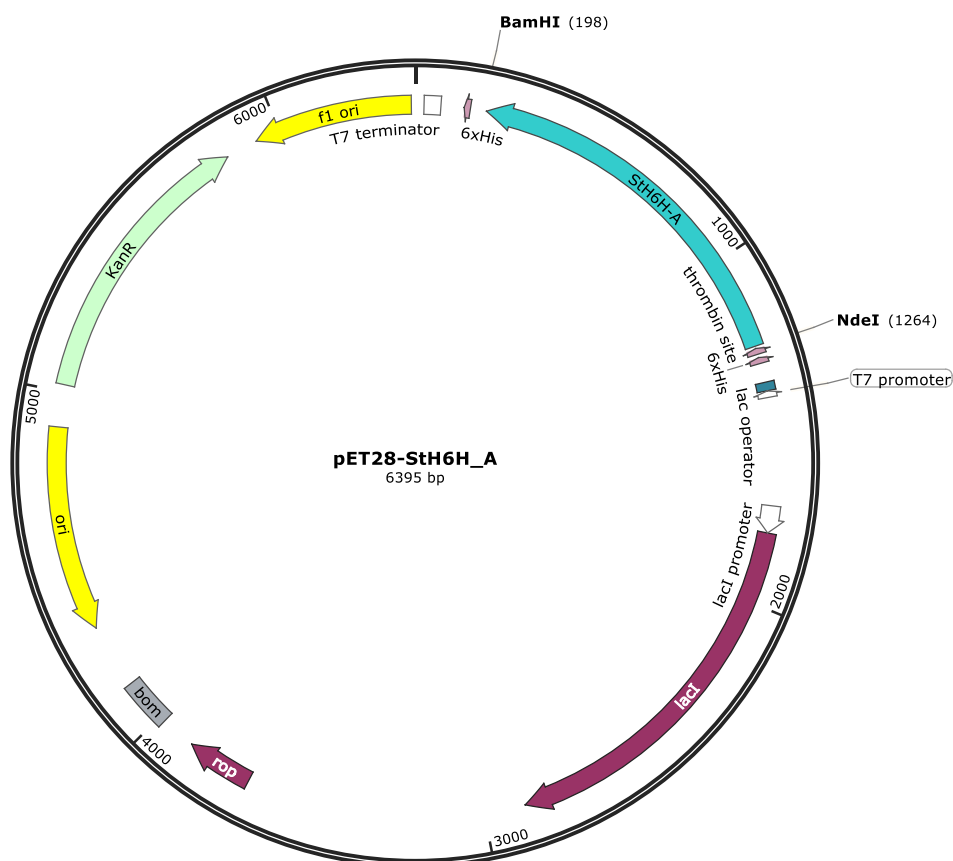 BamHI (198)
6000
f1 ori
T7 terminator
6xHis
StH6H-A
1000
KanR
thrombin site
NdeI (1264)
6xHis
T7 promoter
5000
lac operator
pET28-StH6H_A
6395 bp
ori
lacI promoter
2000
lacI
bom
4000
rop
3000